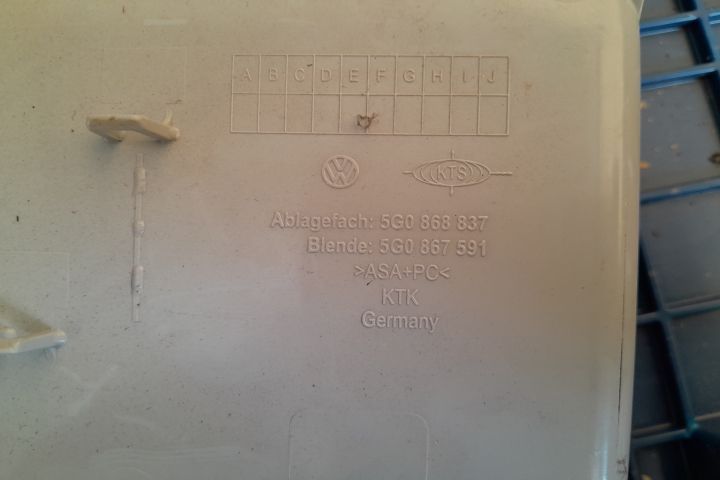 A B C D E F G H I J
KTS
Ablagefach: 5G0 868 837
Blende: 5G0 867 591
>ASA+PC<
KTK
Germany